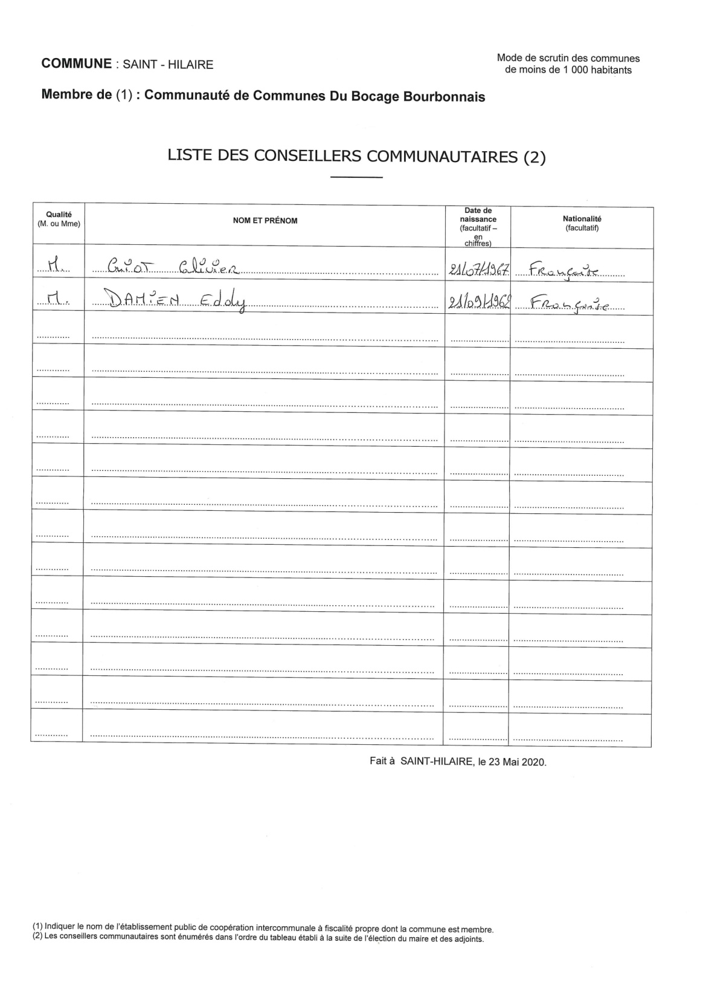 COMMUNE : SAINT - HILAIRE
Mode de scrutin des communes
de moins de 1 000 habitants
Membre de (1) : Communauté de Communes Du Bocage Bourbonnais
LISTE DES CONSEILLERS COMMUNAUTAIRES (2)
Qualité
(M. ou Mme)
NOM ET PRÉNOM
Date de
naissance
(facultatif –
en
chiffres)
Nationalité
(facultatif)
M. Guiot Olivier 21/07/1967 Française
M. DAMIEN Eddy 21/09/1962 Française
Fait à SAINT-HILAIRE, le 23 Mai 2020.
(1) Indiquer le nom de l'établissement public de coopération intercommunale à fiscalité propre dont la commune est membre.
(2) Les conseillers communautaires sont énumérés dans l'ordre du tableau établi à la suite de l'élection du maire et des adjoints.